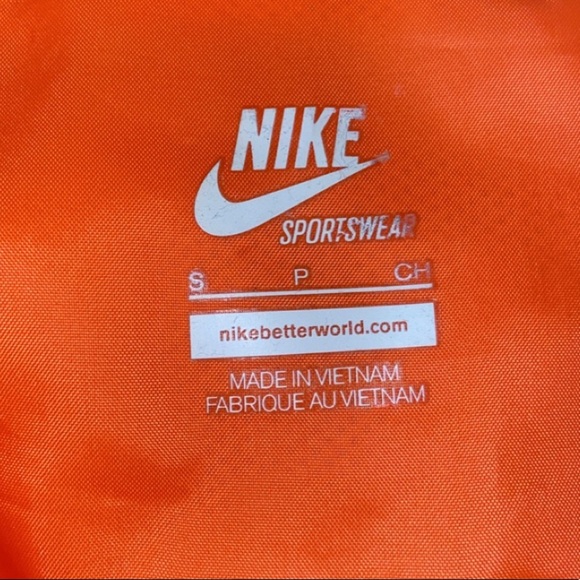 NIKE
SPORTSWEAR
S P CH
nikebetterworld.com
MADE IN VIETNAM
FABRIQUE AU VIETNAM